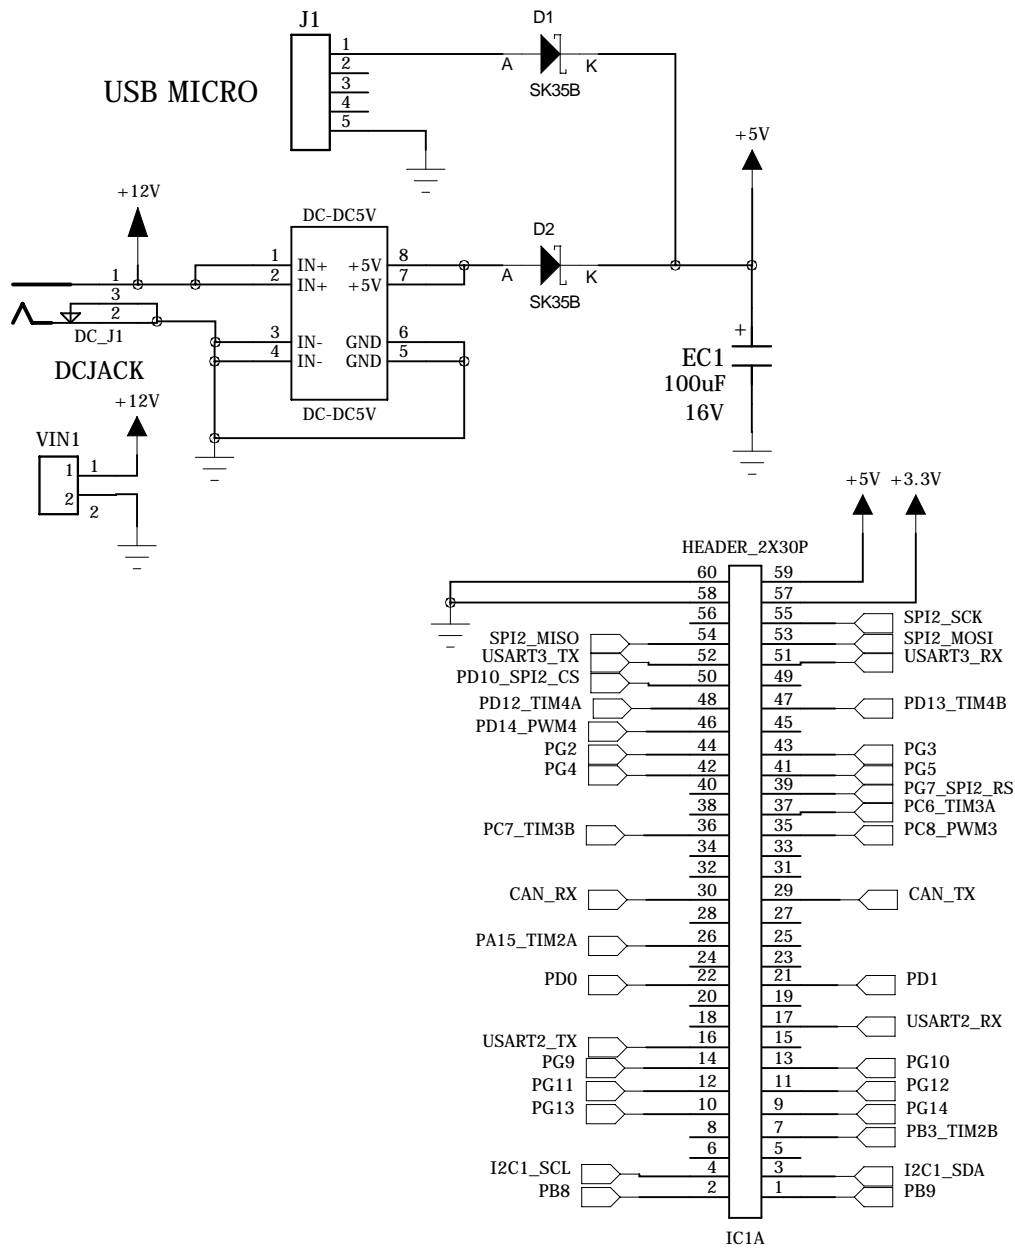 J1
USB MICRO
1
2
3
4
5
D1
A
K
SK35B
+5V
+12V
DC-DC5V
1
2
3
4
IN+
IN+
IN-
IN-
+5V
+5V
GND
GND
8
7
6
5
DC-DC5V
D2
A
K
SK35B
1
3
2
DC_J1
DCJACK
+
EC1
100uF
16V
+12V
VIN1
1
2
1
2
+5V
+3.3V
HEADER_2X30P
60 59
58 57
56 55 SPI2_SCK
SPI2_MISO 54 53 SPI2_MOSI
USART3_TX 52 51 USART3_RX
PD10_SPI2_CS 50 49
PD12_TIM4A 48 47 PD13_TIM4B
PD14_PWM4 46 45
PG2 44 43 PG3
PG4 42 41 PG5
40 39 PG7_SPI2_RS
38 37 PC6_TIM3A
PC7_TIM3B 36 35 PC8_PWM3
34 33
32 31
CAN_RX 30 29 CAN_TX
28 27
PA15_TIM2A 26 25
24 23
PD0 22 21 PD1
20 19
18 17 USART2_RX
USART2_TX 16 15
PG9 14 13 PG10
PG11 12 11 PG12
PG13 10 9 PG14
8 7 PB3_TIM2B
6 5
I2C1_SCL 4 3 I2C1_SDA
PB8 2 1 PB9
IC1A